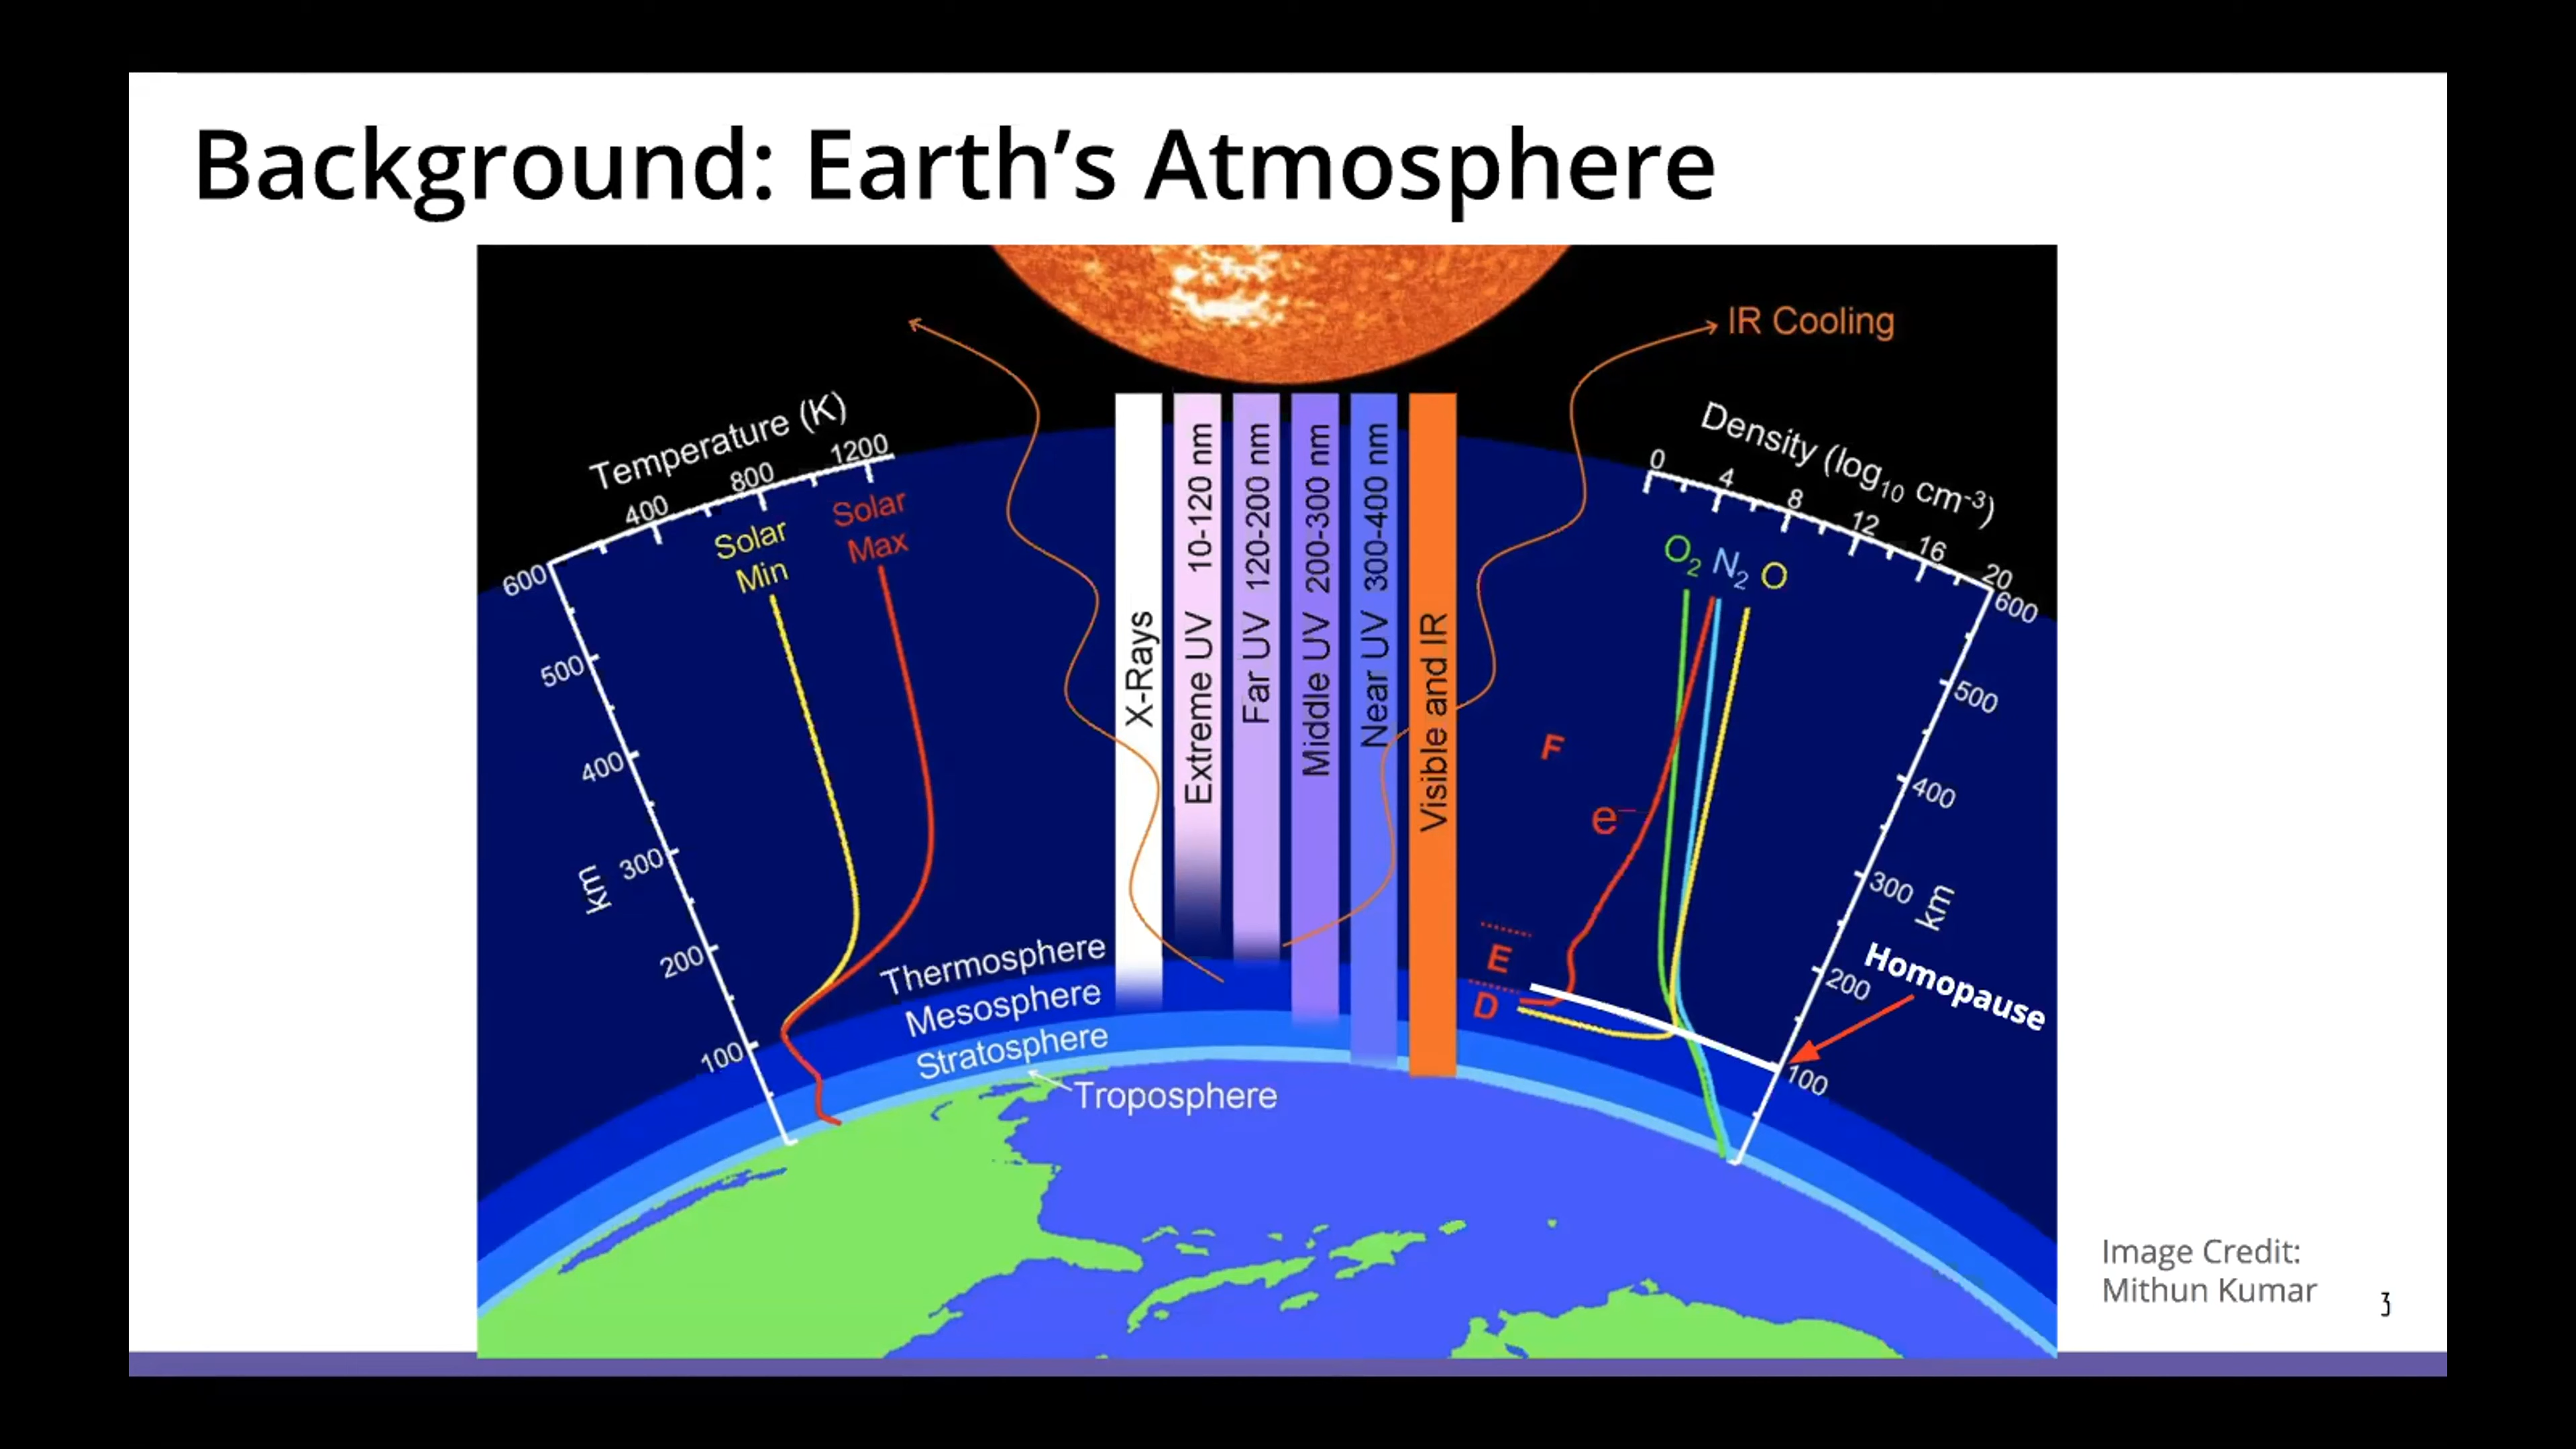 Background: Earth’s Atmosphere
IR Cooling
Temperature (K)
400
800
1200
Solar
Min
Solar
Max
600
500
400
300
200
100
km
X-Rays
Extreme UV 10-120 nm
Far UV 120-200 nm
Middle UV 200-300 nm
Near UV 300-400 nm
Visible and IR
Density (log10 cm-3)
0
4
8
12
16
20
O2 N2 O
F
e−
E
D
600
500
400
300
200
100
km
Homopause
Thermosphere
Mesosphere
Stratosphere
Troposphere
Image Credit:
Mithun Kumar
3